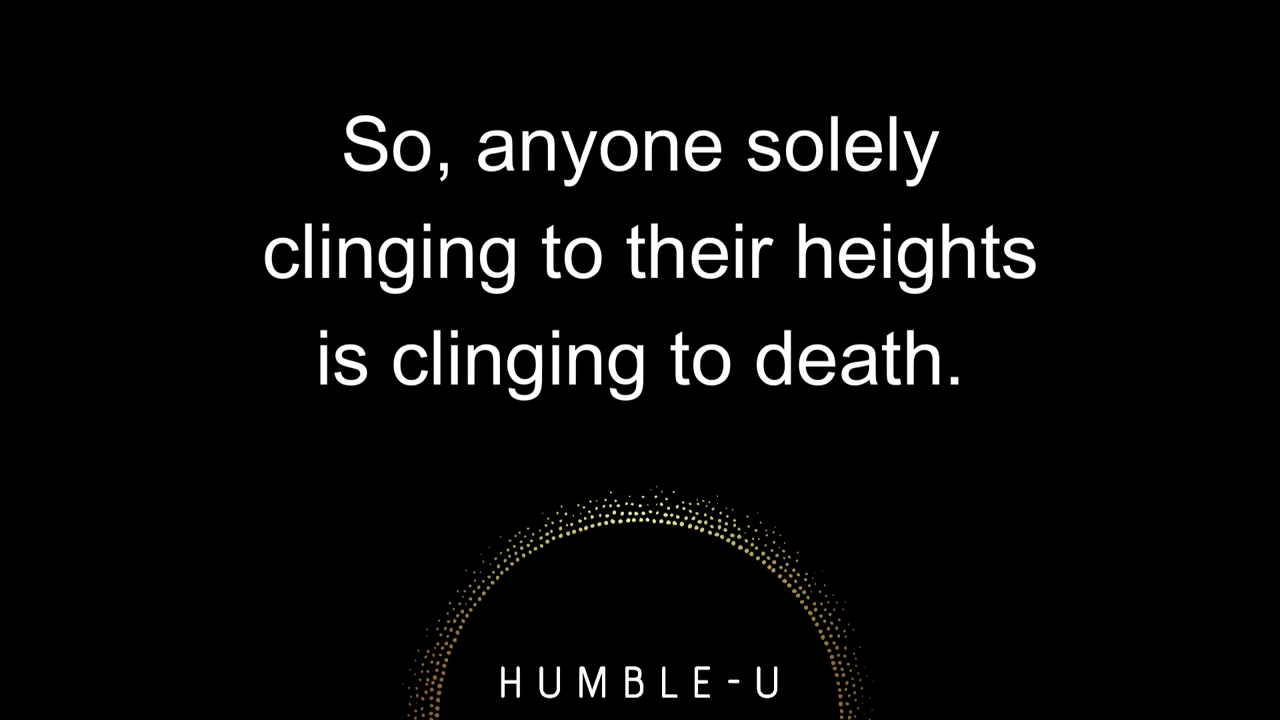 So, anyone solely
clinging to their heights
is clinging to death.
HUMBLE-U